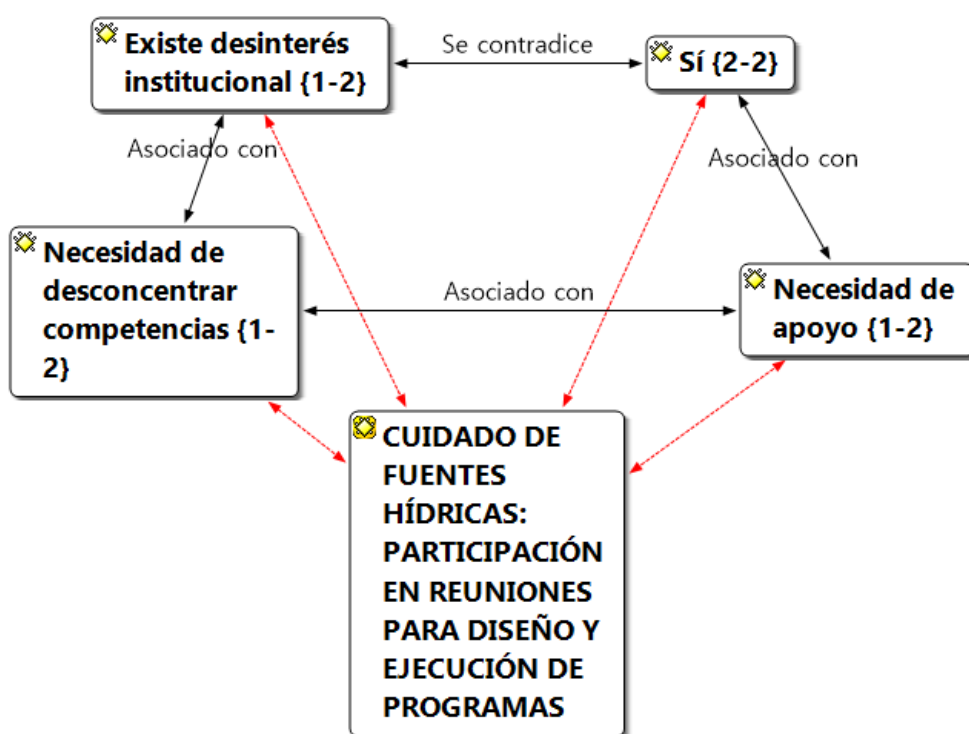 Existe desinterés
institucional {1-2}
Se contradice
Sí {2-2}
Asociado con
Asociado con
Necesidad de
desconcentrar
competencias {1-
2}
Asociado con
Necesidad de
apoyo {1-2}
CUIDADO DE
FUENTES
HÍDRICAS:
PARTICIPACIÓN
EN REUNIONES
PARA DISEÑO Y
EJECUCIÓN DE
PROGRAMAS